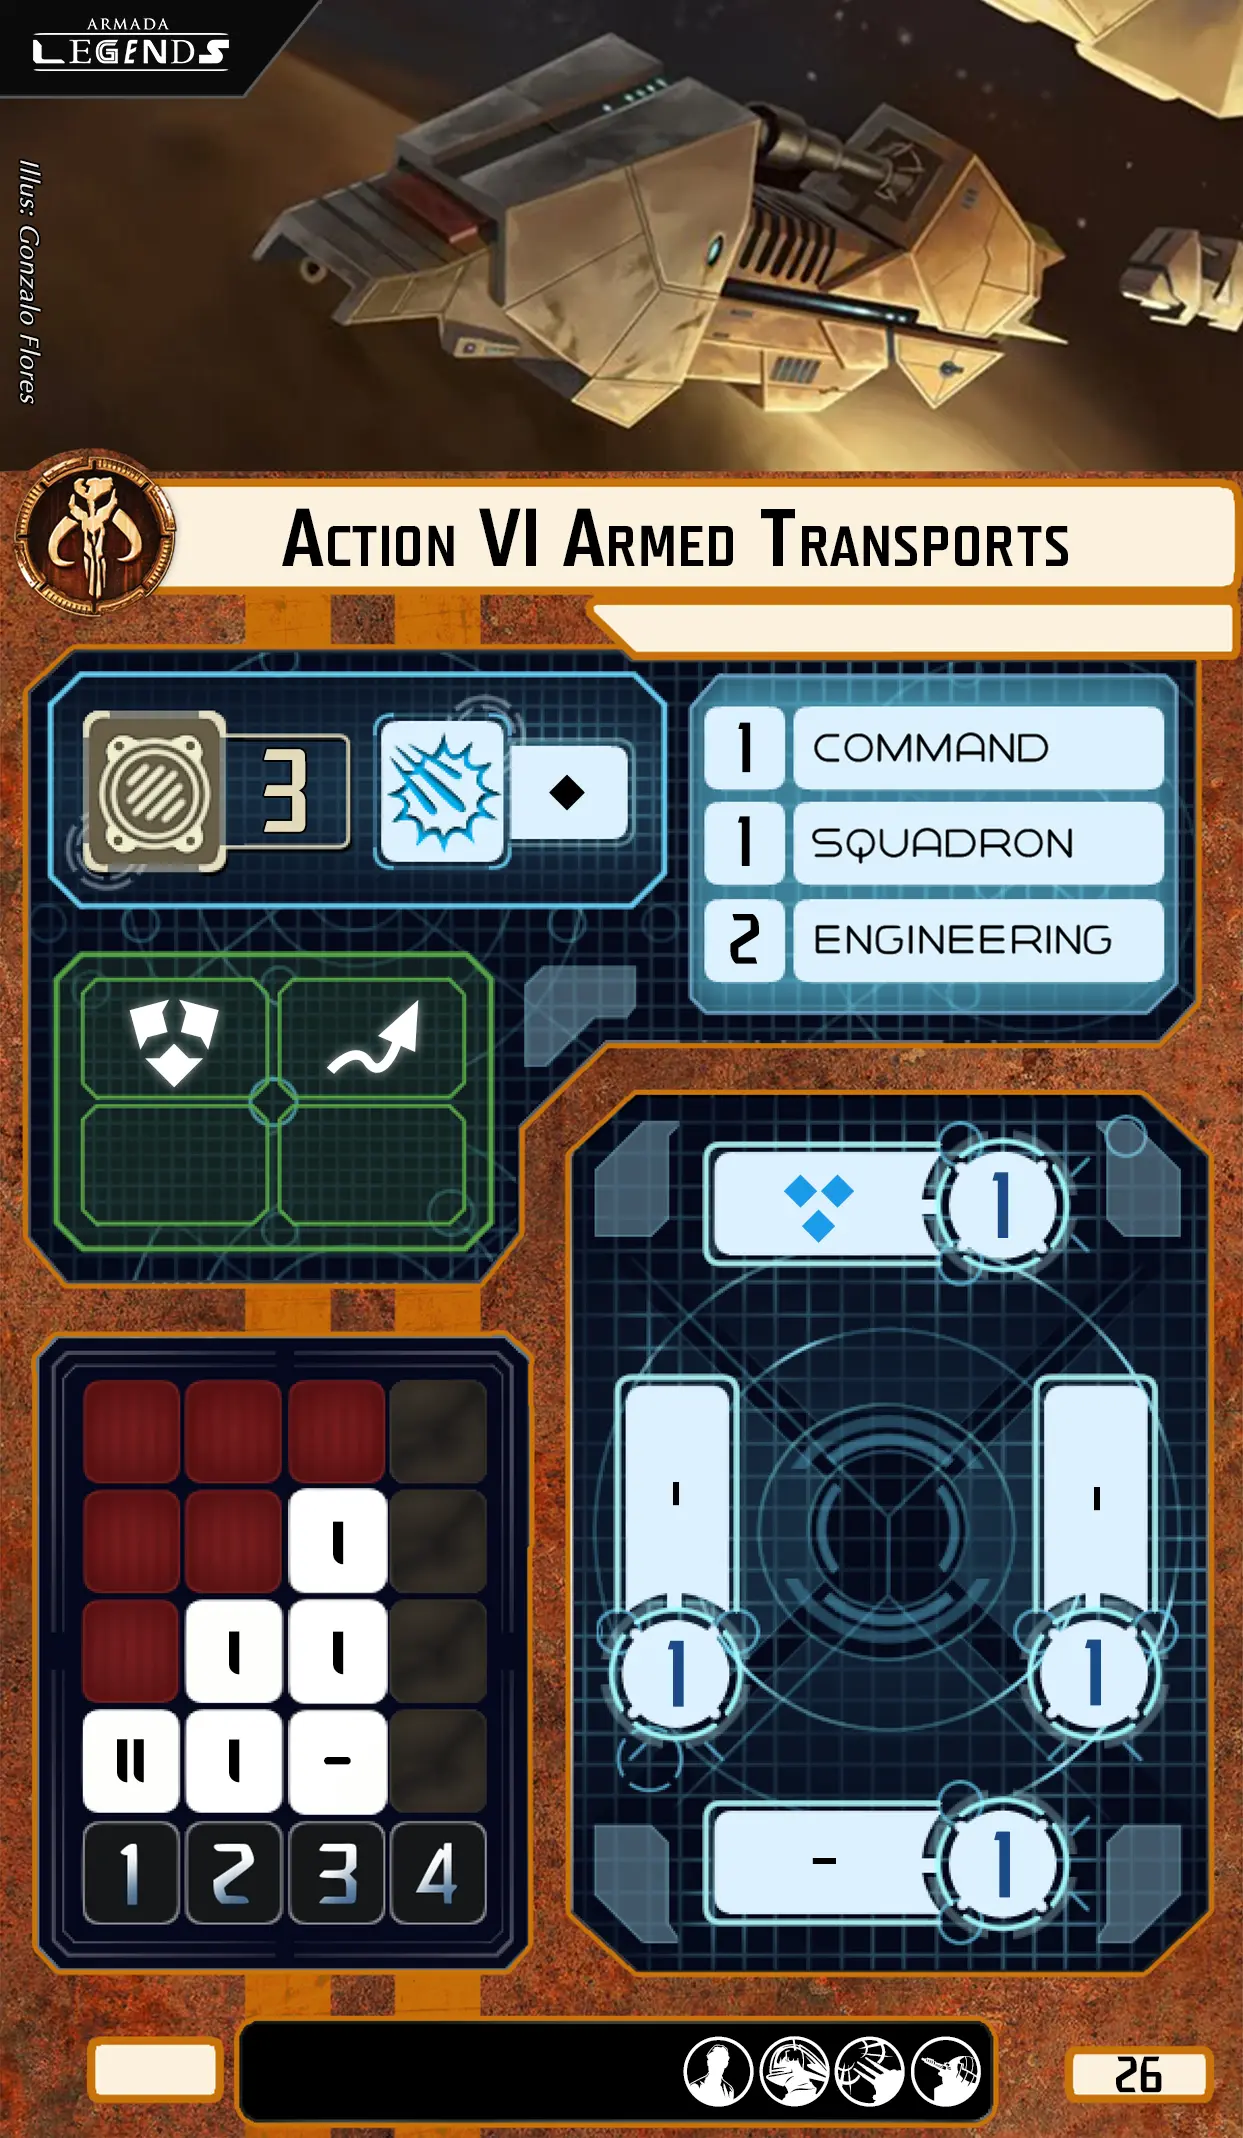 ARMADA
LEGENDS
Illus: Gonzalo Flores
ACTION VI ARMED TRANSPORTS
3
1 COMMAND
1 SQUADRON
2 ENGINEERING
1
I
I I
II I -
1 2 3 4
- -
1 1
- 1
26